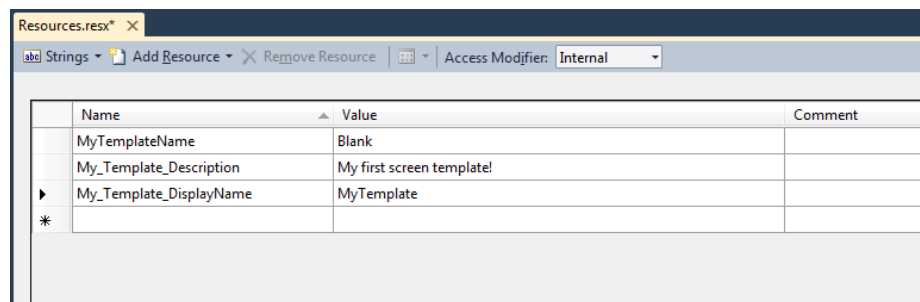 Resources.resx*
abc Strings Add Resource Remove Resource Access Modifier: Internal
Name Value Comment
MyTemplateName Blank
My_Template_Description My first screen template!
My_Template_DisplayName MyTemplate